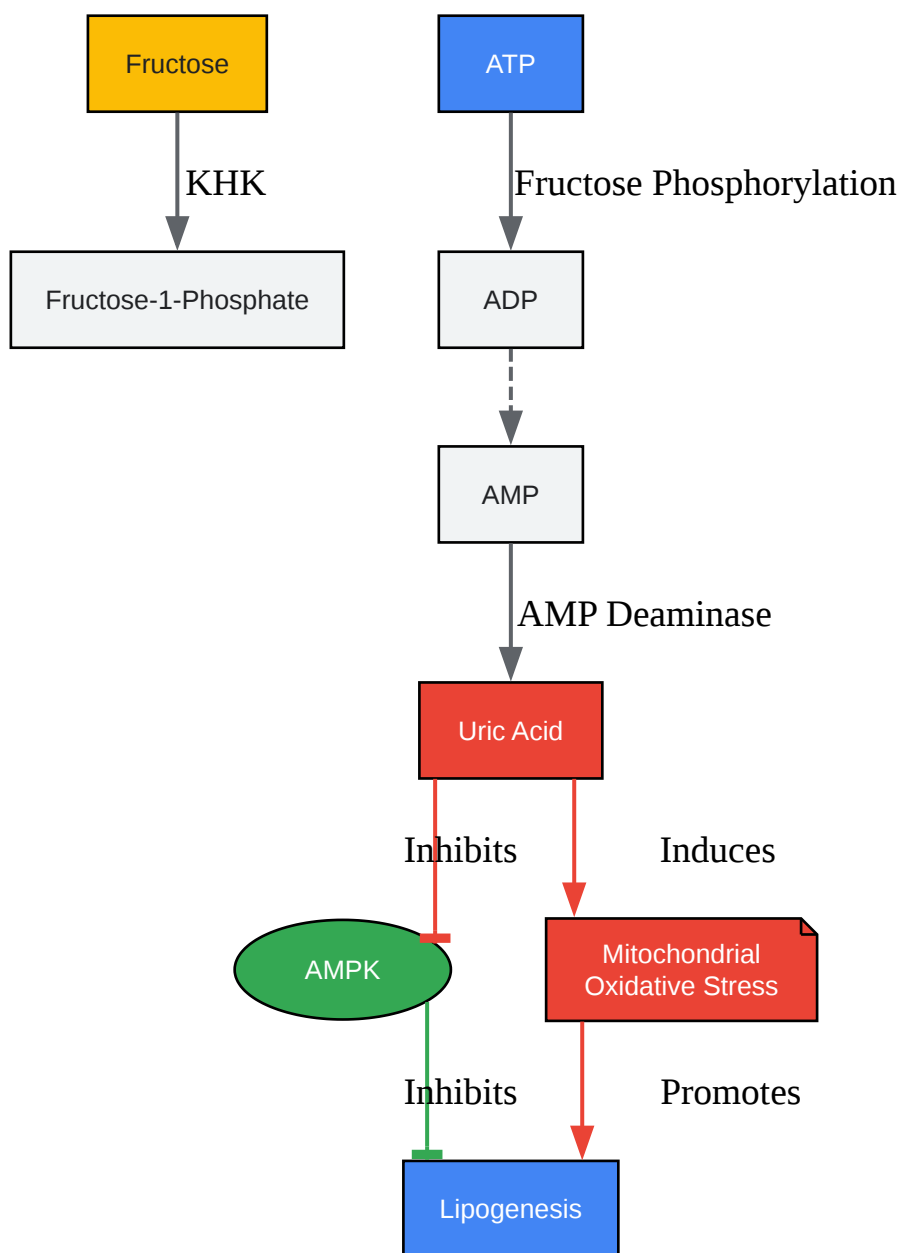 Fructose
ATP
KHK
Fructose Phosphorylation
Fructose-1-Phosphate
ADP
AMP
AMP Deaminase
Uric Acid
Inhibits
Induces
AMPK
Mitochondrial
Oxidative Stress
Inhibits
Promotes
Lipogenesis